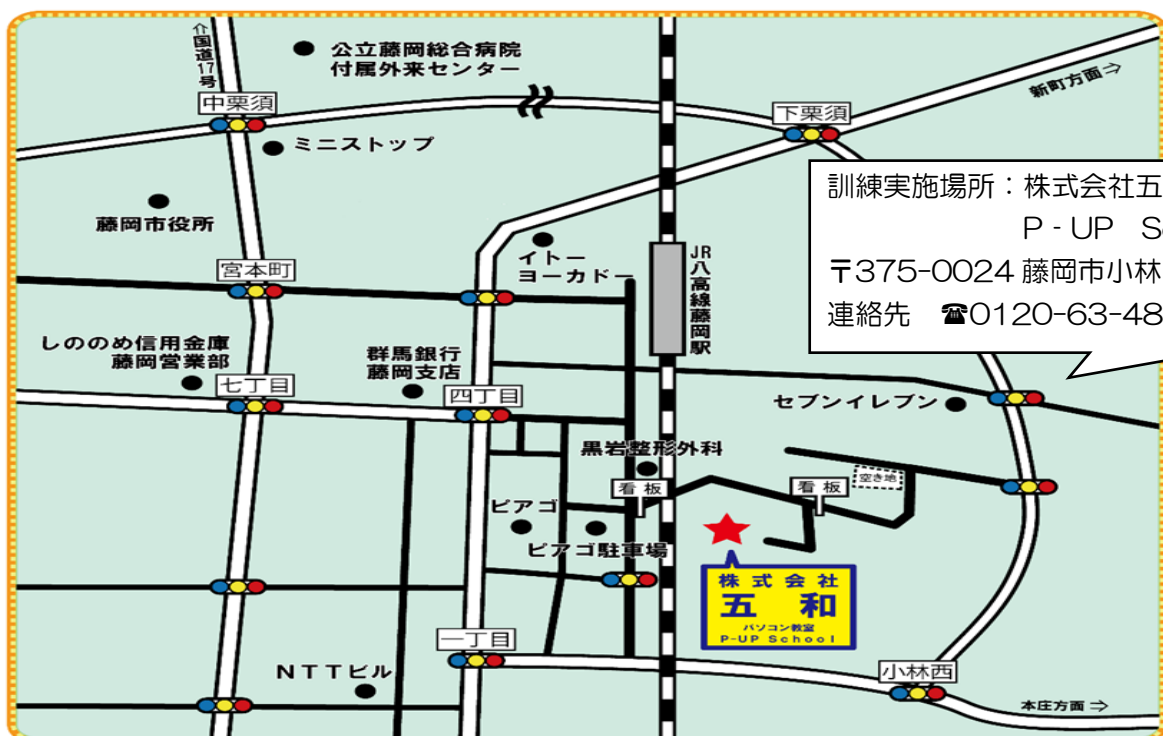 ⇧国道17号
公立藤岡総合病院
付属外来センター
新町方面⇨
中栗須
下栗須
ミニストップ
訓練実施場所：株式会社五
P‐UP
藤岡市役所
〒375-0024 藤岡市小林
連絡先　☎0120-63-48
宮本町
イトー
ヨーカドー
JR八高線藤岡駅
しののめ信用金庫
藤岡営業部
群馬銀行
藤岡支店
七丁目
四丁目
セブンイレブン
黒岩整形外科
看板
看板
空き地
ピアゴ
ピアゴ駐車場
株式会社
五和
パソコン教室
P-UP School
一丁目
NTTビル
小林西
本庄方面⇨